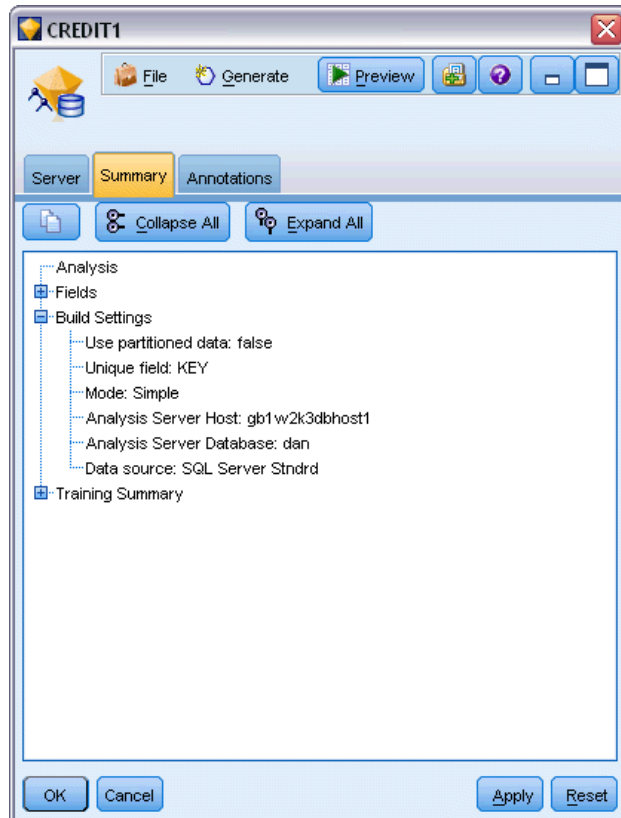 CREDIT1
File Generate Preview
Server Summary Annotations
Collapse All Expand All
Analysis
Fields
Build Settings
Use partitioned data: false
Unique field: KEY
Mode: Simple
Analysis Server Host: gb1w2k3dbhost1
Analysis Server Database: dan
Data source: SQL Server Stndrd
Training Summary
OK Cancel Apply Reset